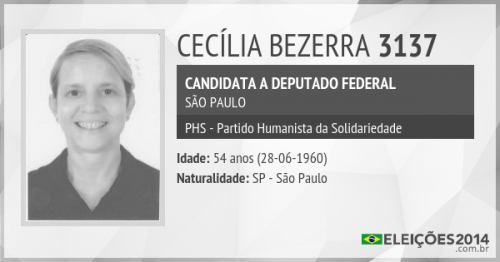 CECÍLIA BEZERRA 3137
CANDIDATA A DEPUTADO FEDERAL
SÃO PAULO
PHS - Partido Humanista da Solidariedade
Idade: 54 anos (28-06-1960)
Naturalidade: SP - São Paulo
ELEIÇÕES2014
.com.br